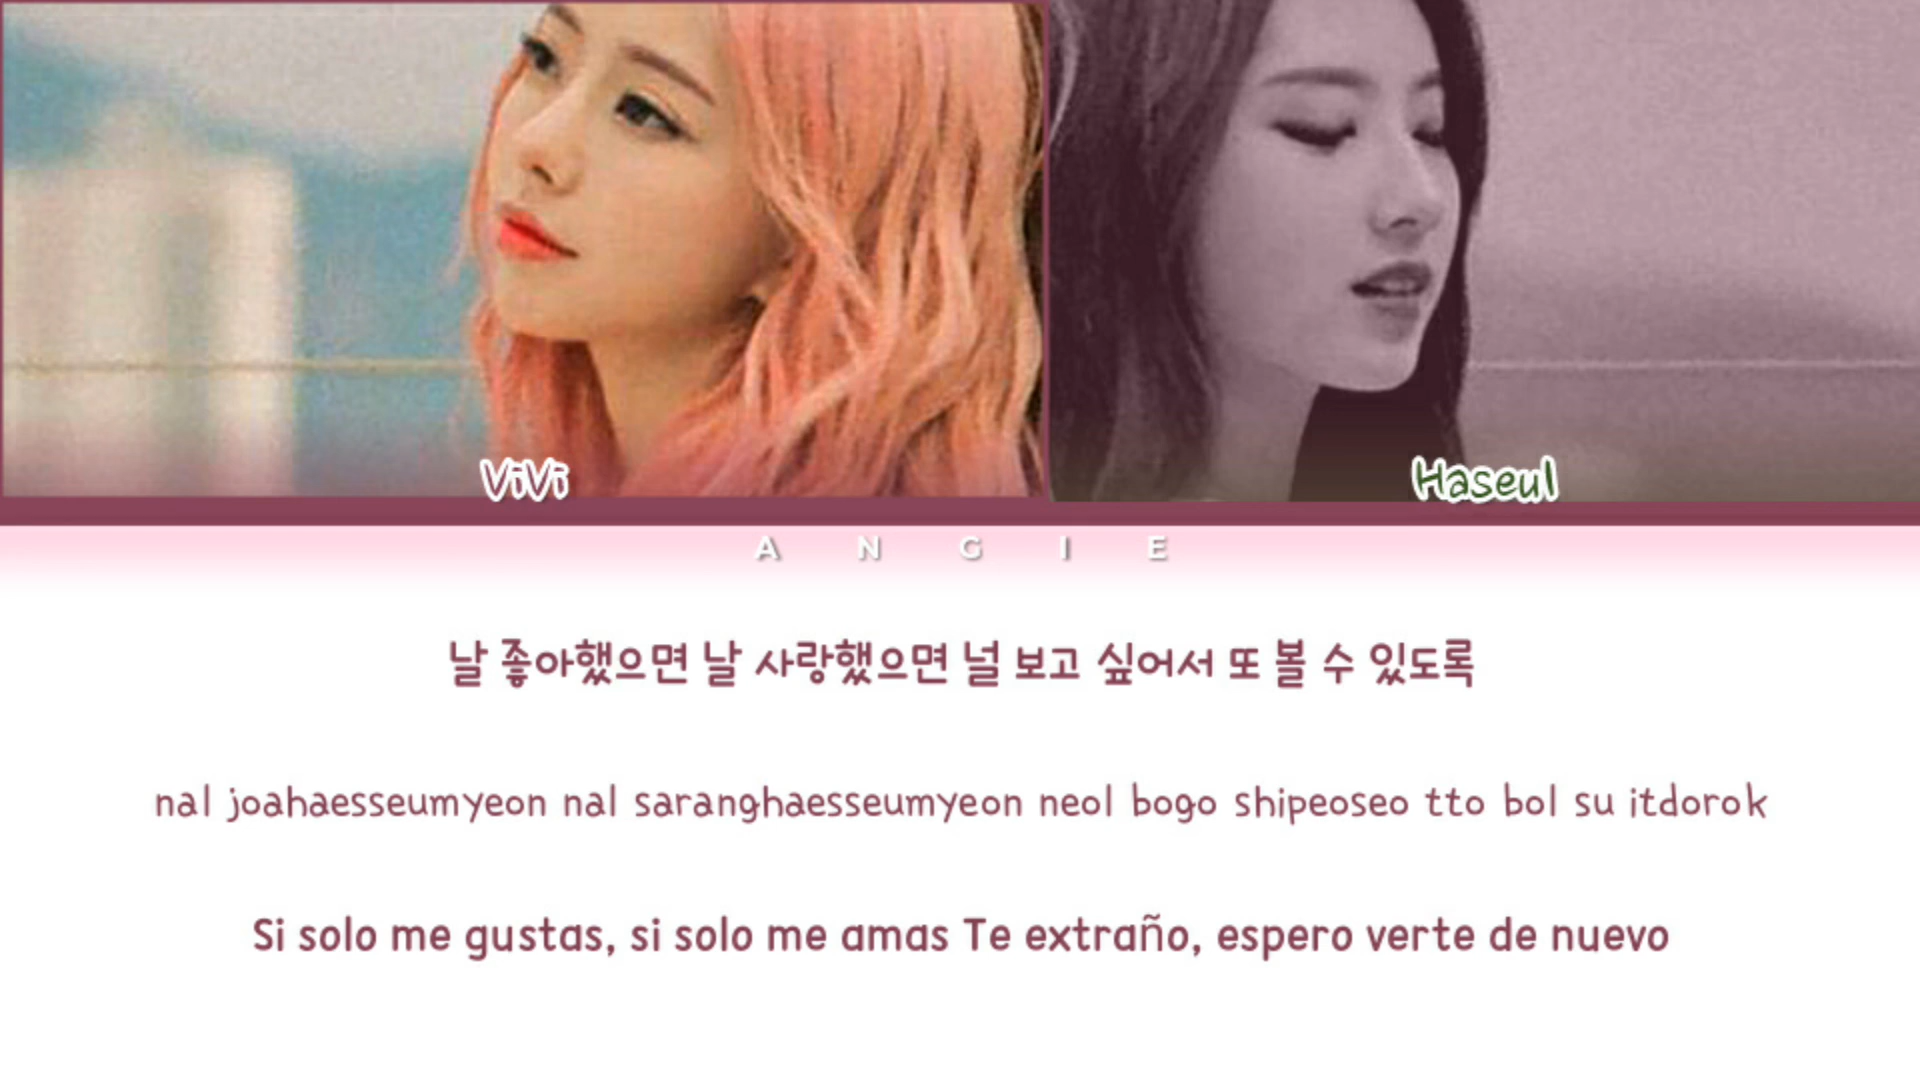 ViVi
Haseul
A N G I E
날 좋아했으면 날 사랑했으면 널 보고 싶어서 또 볼 수 있도록
nal joahaesseumyeon nal saranghaesseumyeon neol bogo shipeoseo tto bol su itdorok
Si solo me gustas, si solo me amas Te extraño, espero verte de nuevo